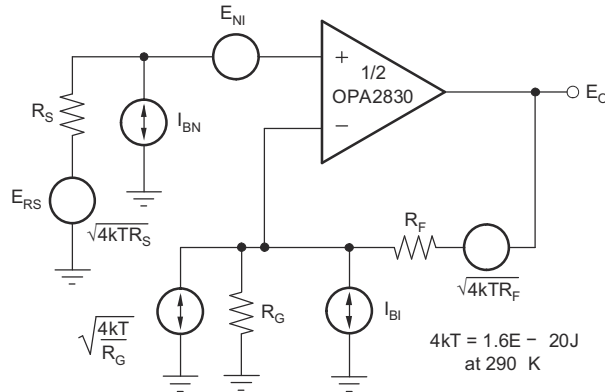 E_NI
+
1/2
OPA2830
−
E_O
R_S
I_BN
E_RS
√4kTR_S
R_F
√4kTR_F
√4kT/R_G
R_G
I_BI
4kT = 1.6E − 20J
at 290 K